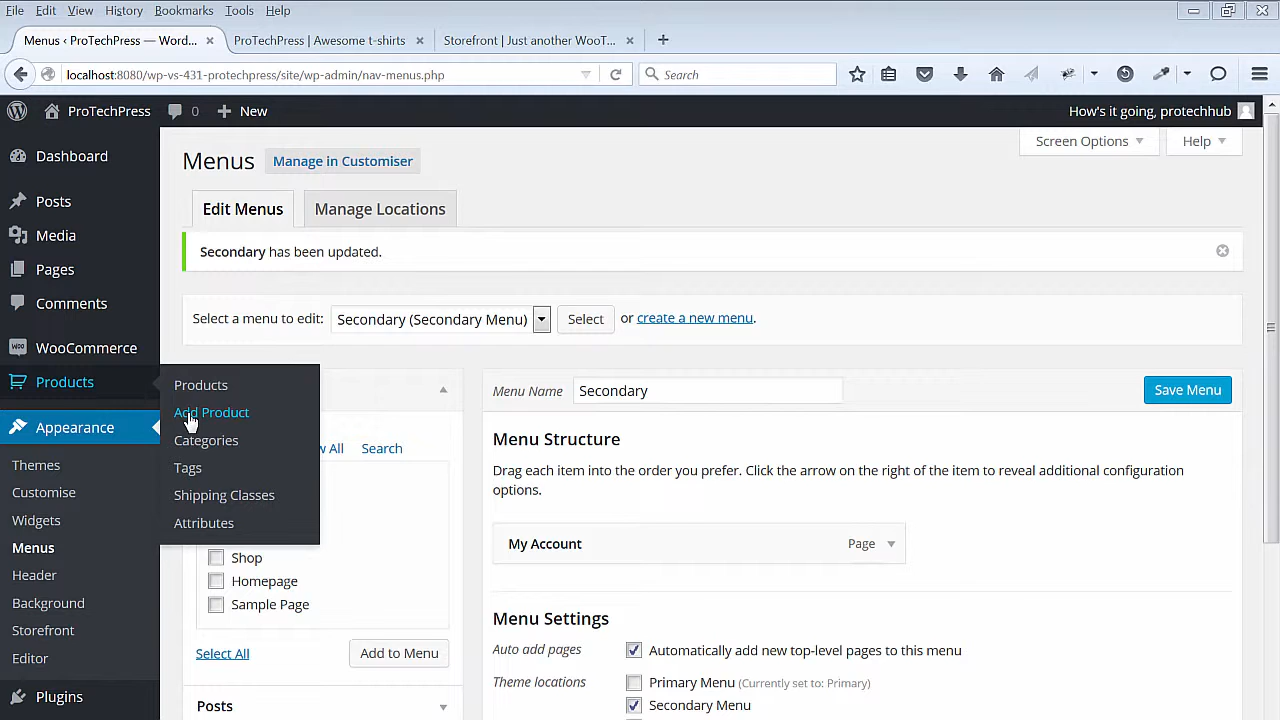 File Edit View History Bookmarks Tools Help
Menus ‹ ProTechPress — Word... ProTechPress | Awesome t-shirts Storefront | Just another WooT...
localhost:8080/wp-vs-431-protechpress/site/wp-admin/nav-menus.php Search
ProTechPress 0 New How's it going, protechhub
Screen Options Help
Menus Manage in Customiser
Edit Menus Manage Locations
Secondary has been updated.
Select a menu to edit: Secondary (Secondary Menu) Select or create a new menu.
Dashboard
Posts
Media
Pages
Comments
WooCommerce
Products
Appearance
Themes
Customise
Widgets
Menus
Header
Background
Storefront
Editor
Plugins
Products
Add Product
Categories
Tags
Shipping Classes
Attributes
All
Search
Shop
Homepage
Sample Page
Select All Add to Menu
Posts
Menu Name Secondary Save Menu
Menu Structure
Drag each item into the order you prefer. Click the arrow on the right of the item to reveal additional configuration
options.
My Account Page
Menu Settings
Auto add pages Automatically add new top-level pages to this menu
Theme locations Primary Menu (Currently set to: Primary)
Secondary Menu